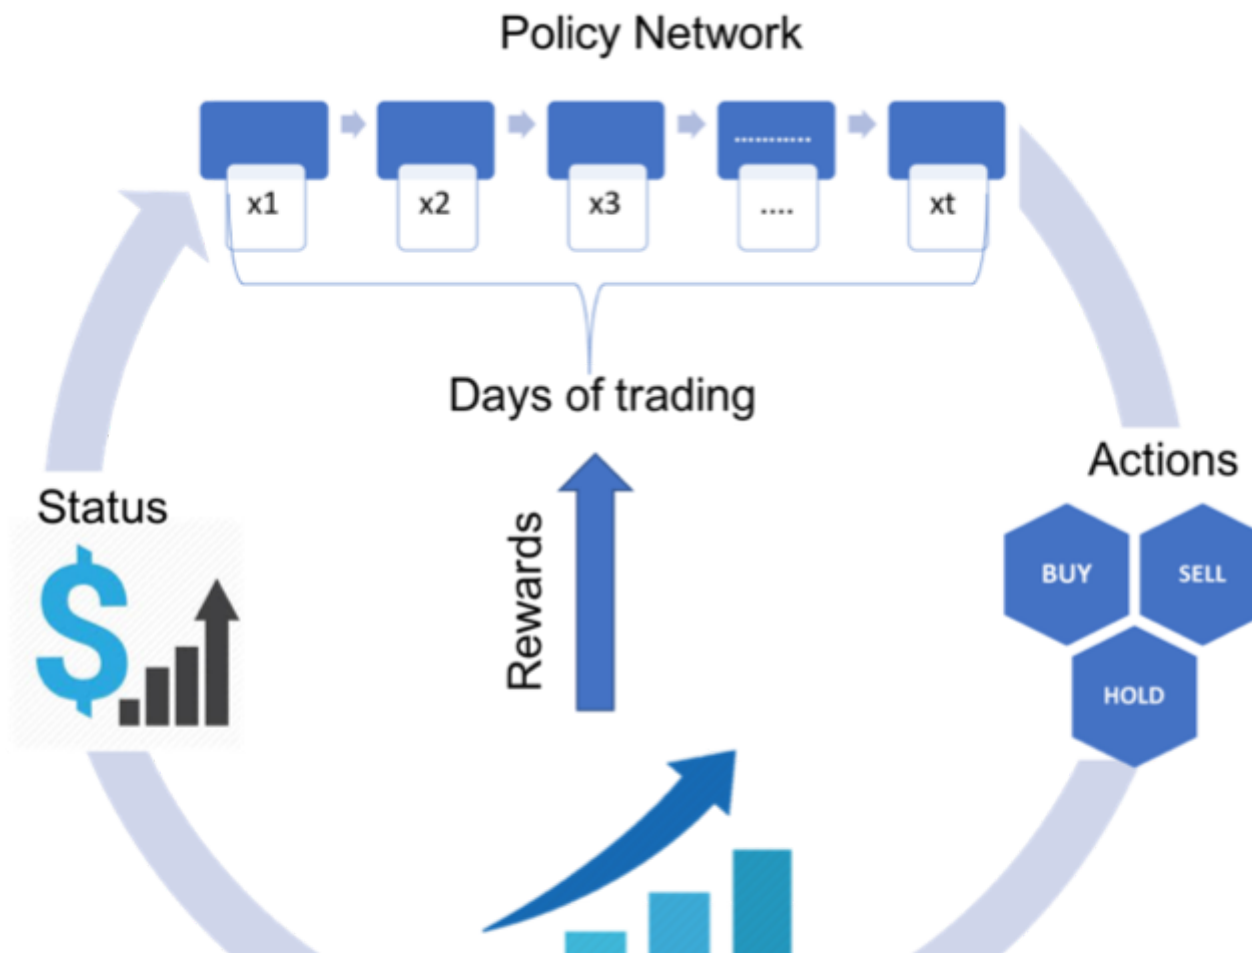 Policy Network
...........
x1 x2 x3 .... xt
Days of trading
Actions
Status
Rewards
$
BUY SELL
HOLD